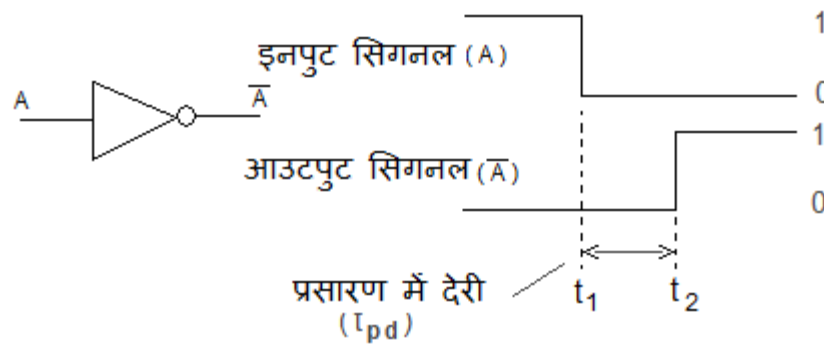 A
A̅
इनपुट सिगनल (A)
1
0
आउटपुट सिगनल (A̅)
1
0
प्रसारण में देरी
(τpd)
t1
t2